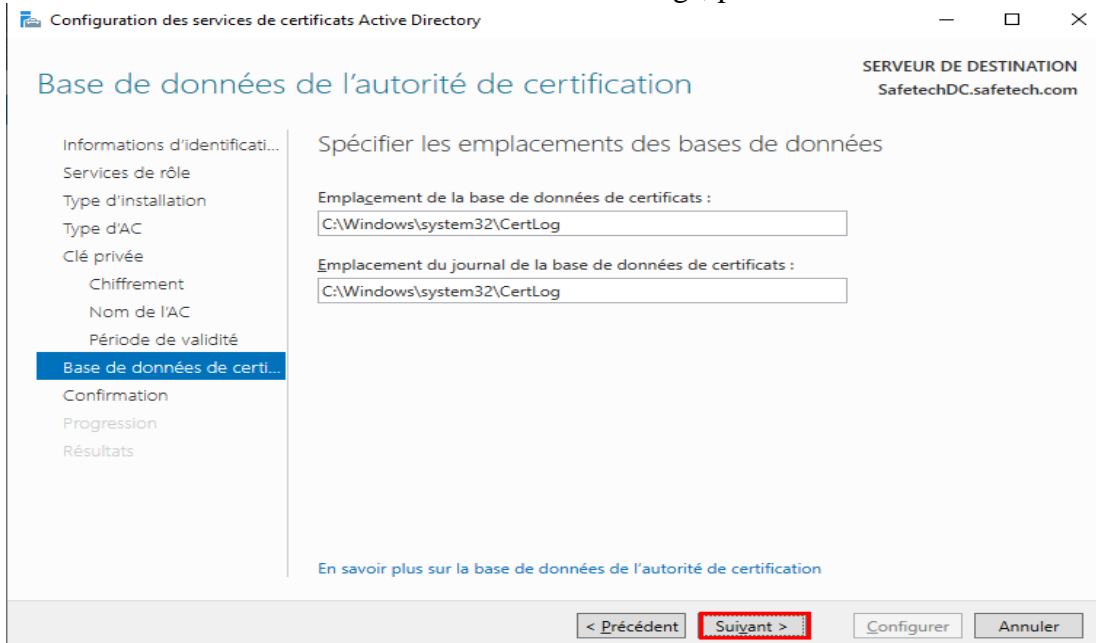 Configuration des services de certificats Active Directory
Base de données de l'autorité de certification
SERVEUR DE DESTINATION
SafetechDC.safetech.com
Informations d'identificati...
Services de rôle
Type d'installation
Type d'AC
Clé privée
Chiffrement
Nom de l'AC
Période de validité
Base de données de certi...
Confirmation
Progression
Résultats
Spécifier les emplacements des bases de données
Emplacement de la base de données de certificats :
C:\Windows\system32\CertLog
Emplacement du journal de la base de données de certificats :
C:\Windows\system32\CertLog
En savoir plus sur la base de données de l'autorité de certification
< Précédent
Suivant >
Configurer
Annuler